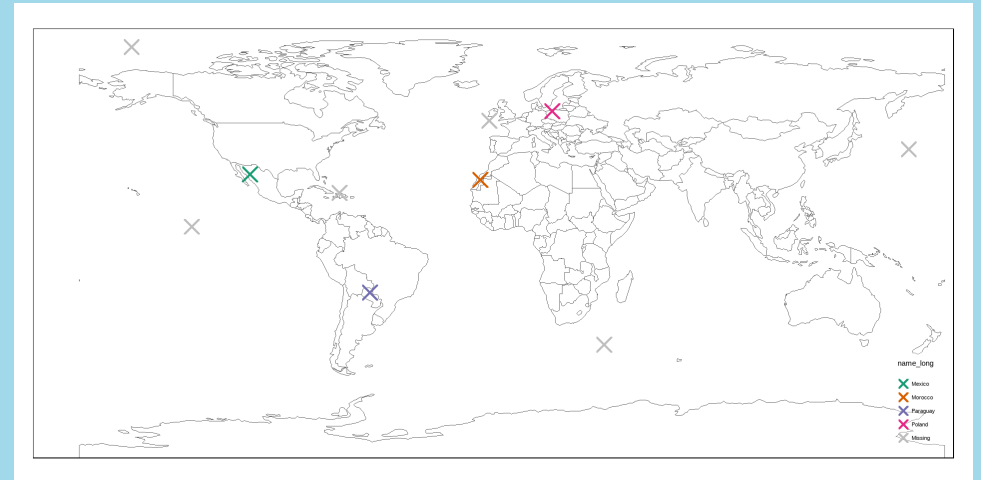 name_long
Mexico
Morocco
Paraguay
Poland
Missing